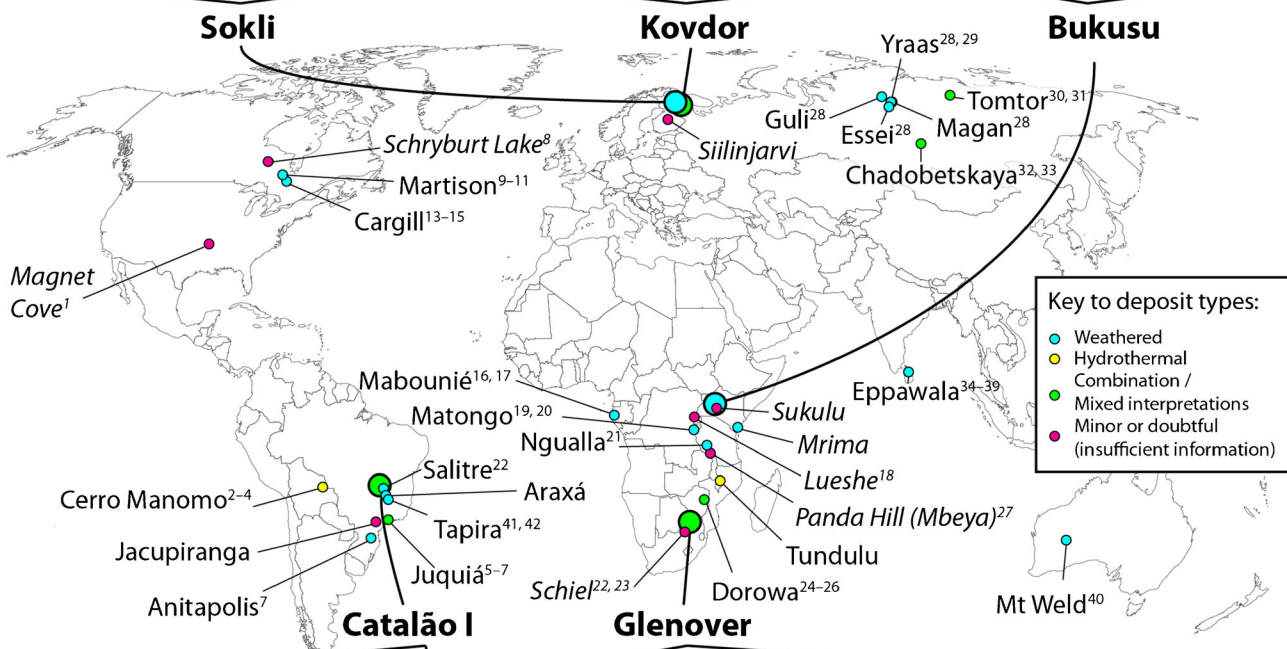 Sokli
Kovdor
Bukusu
Yraas28, 29
Guli28
Essei28
Magan28
Tomtor30, 31
Chadobetskaya32, 33
Siilinjarvi
Schryburt Lake8
Martison9–11
Cargill13–15
Magnet
Cove1
Key to deposit types:
Weathered
Hydrothermal
Combination /
Mixed interpretations
Minor or doubtful
(insufficient information)
Eppawala34–39
Mabounié16, 17
Matongo19, 20
Ngualla21
Sukulu
Mrima
Lueshe18
Panda Hill (Mbeya)27
Tundulu
Dorowa24–26
Schiel22, 23
Salitre22
Araxá
Tapira41, 42
Juquiá5–7
Cerro Manomo2–4
Jacupiranga
Anitapolis7
Mt Weld40
Catalão I
Glenover